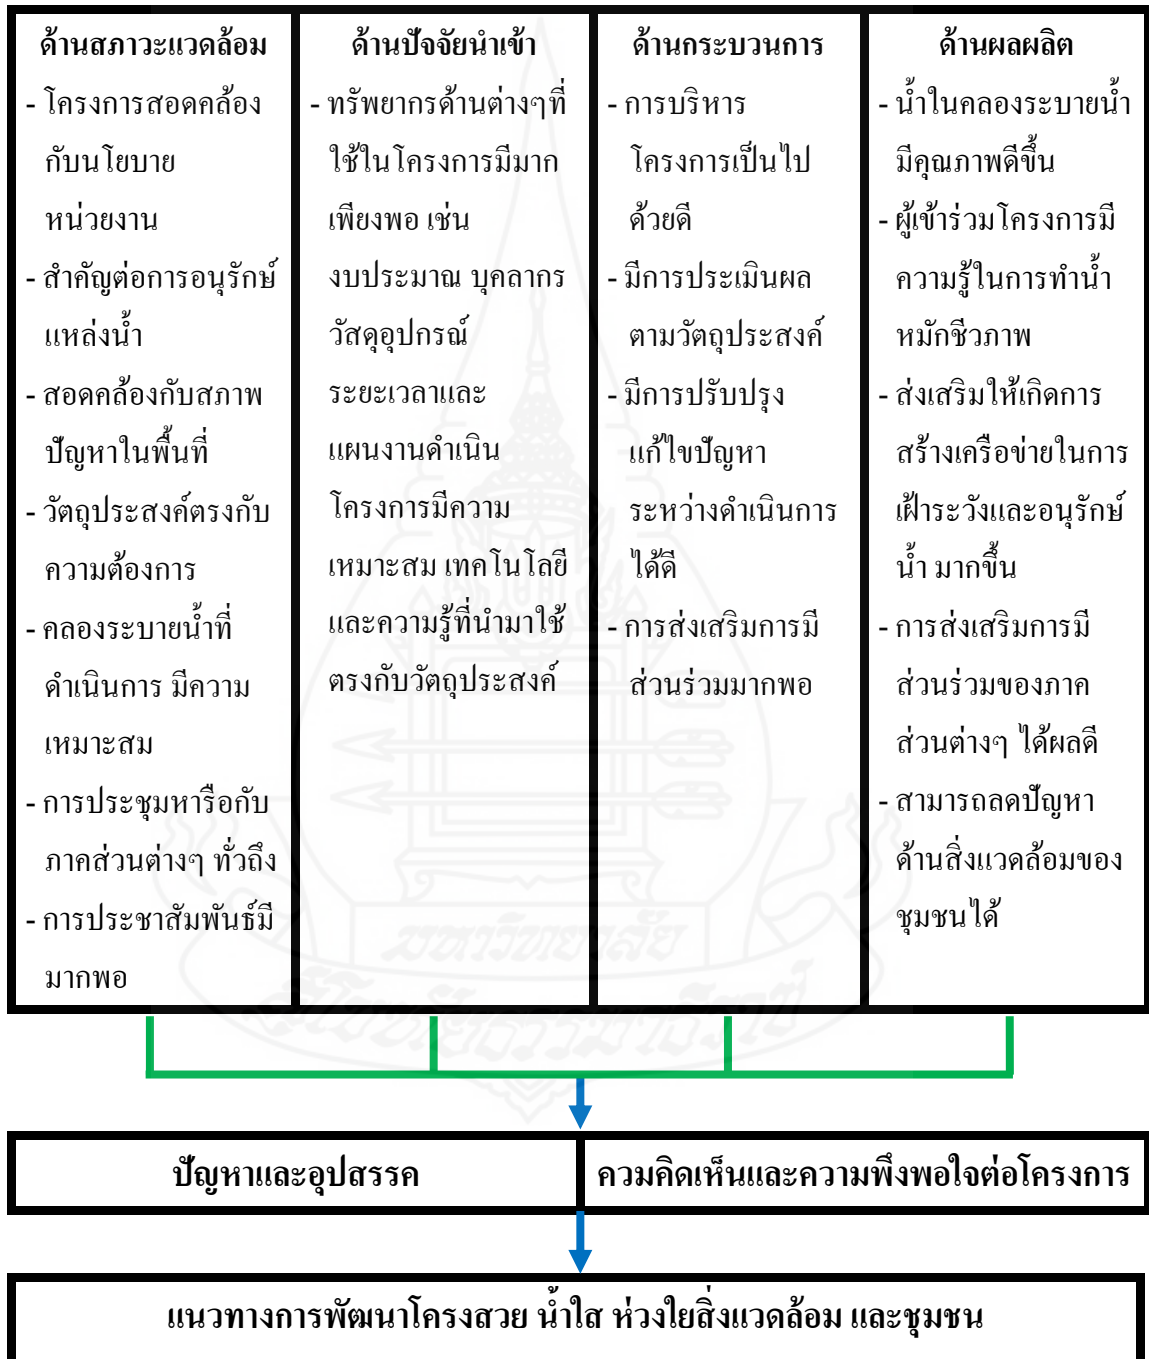 ด้านสภาวะแวดล้อม
- โครงการสอดคล้อง
กับนโยบาย
หน่วยงาน
- สำคัญต่อการอนุรักษ์
แหล่งน้ำ
- สอดคล้องกับสภาพ
ปัญหาในพื้นที่
- วัตถุประสงค์ตรงกับ
ความต้องการ
- คลองระบายน้ำที่
ดำเนินการ มีความ
เหมาะสม
- การประชุมหารือกับ
ภาคส่วนต่างๆ ทั่วถึง
- การประชาสัมพันธ์มี
มากพอ
ด้านปัจจัยนำเข้า
- ทรัพยากรด้านต่างๆที่
ใช้ในโครงการมีมาก
เพียงพอ เช่น
งบประมาณ บุคลากร
วัสดุอุปกรณ์
ระยะเวลาและ
แผนงานดำเนิน
โครงการมีความ
เหมาะสม เทคโนโลยี
และความรู้ที่นำมาใช้
ตรงกับวัตถุประสงค์
ด้านกระบวนการ
- การบริหาร
โครงการเป็นไป
ด้วยดี
- มีการประเมินผล
ตามวัตถุประสงค์
- มีการปรับปรุง
แก้ไขปัญหา
ระหว่างดำเนินการ
ได้ดี
- การส่งเสริมการมี
ส่วนร่วมมากพอ
ด้านผลผลิต
- น้ำในคลองระบายน้ำ
มีคุณภาพดีขึ้น
- ผู้เข้าร่วมโครงการมี
ความรู้ในการทำน้ำ
หมักชีวภาพ
- ส่งเสริมให้เกิดการ
สร้างเครือข่ายในการ
เฝ้าระวังและอนุรักษ์
น้ำ มากขึ้น
- การส่งเสริมการมี
ส่วนร่วมของภาค
ส่วนต่างๆ ได้ผลดี
- สามารถลดปัญหา
ด้านสิ่งแวดล้อมของ
ชุมชนได้
มหาวิทยาลัย
สุโขทัยธรรมาธิราช
ปัญหาและอุปสรรค
ควมคิดเห็นและความพึงพอใจต่อโครงการ
แนวทางการพัฒนาโครงสวย น้ำใส ห่วงใยสิ่งแวดล้อม และชุมชน